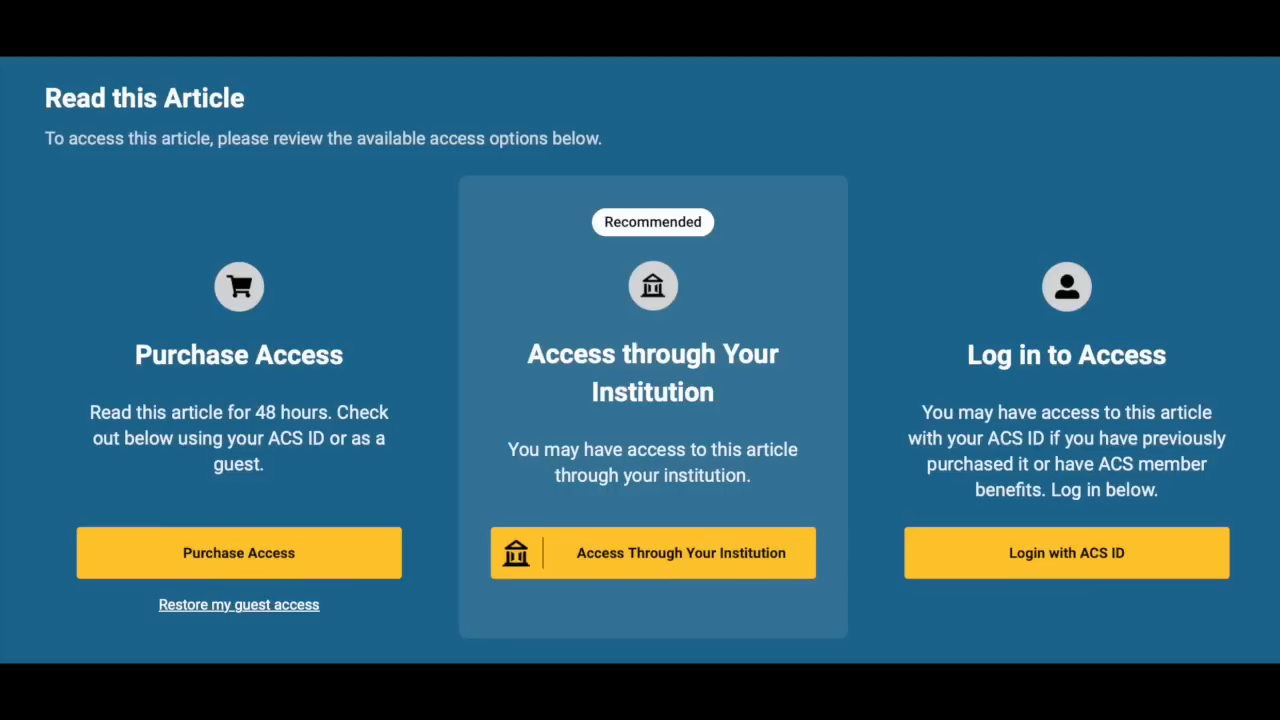 Read this Article
To access this article, please review the available access options below.
Recommended
Purchase Access
Read this article for 48 hours. Check
out below using your ACS ID or as a
guest.
Purchase Access
Restore my guest access
Access through Your
Institution
You may have access to this article
through your institution.
Access Through Your Institution
Log in to Access
You may have access to this article
with your ACS ID if you have previously
purchased it or have ACS member
benefits. Log in below.
Login with ACS ID